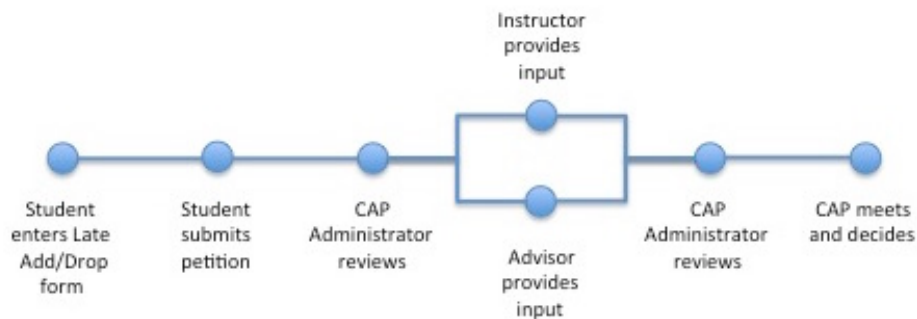 Instructor
provides
input
Student
enters Late
Add/Drop
form
Student
submits
petition
CAP
Administrator
reviews
Advisor
provides
input
CAP
Administrator
reviews
CAP meets
and decides